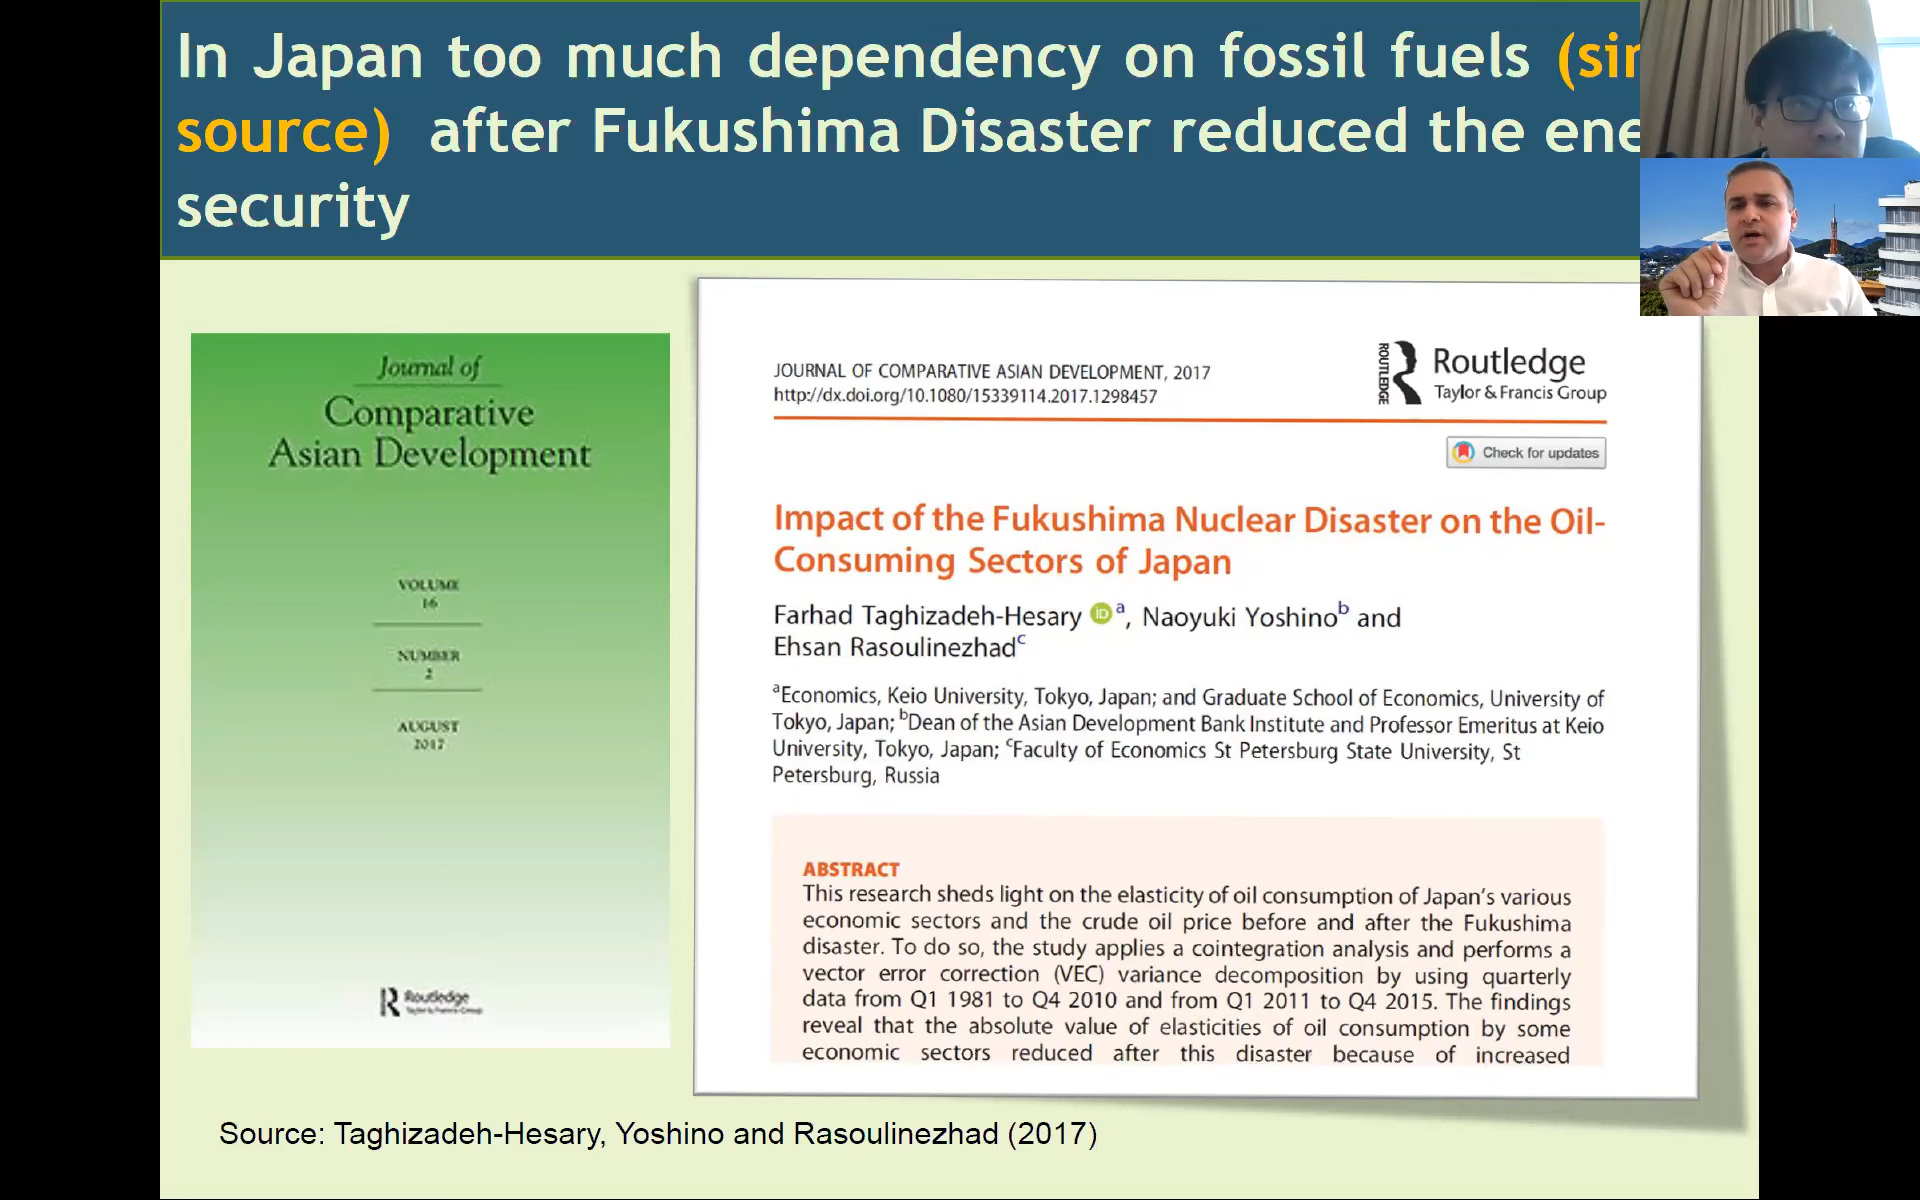 In Japan too much dependency on fossil fuels
source) after Fukushima Disaster reduced the
security
Journal of
Comparative
Asian Development
VOLUME
16
NUMBER
2
AUGUST
2017
Routledge
Taylor & Francis Group
JOURNAL OF COMPARATIVE ASIAN DEVELOPMENT, 2017
http://dx.doi.org/10.1080/15339114.2017.1298457
ROUTLEDGE
Routledge
Taylor & Francis Group
Check for updates
Impact of the Fukushima Nuclear Disaster on the Oil-
Consuming Sectors of Japan
Farhad Taghizadeh-Hesary iD a, Naoyuki Yoshino b and
Ehsan Rasoulinezhad c
a Economics, Keio University, Tokyo, Japan; and Graduate School of Economics, University of
Tokyo, Japan; b Dean of the Asian Development Bank Institute and Professor Emeritus at Keio
University, Tokyo, Japan; c Faculty of Economics St Petersburg State University, St
Petersburg, Russia
ABSTRACT
This research sheds light on the elasticity of oil consumption of Japan's various
economic sectors and the crude oil price before and after the Fukushima
disaster. To do so, the study applies a cointegration analysis and performs a
vector error correction (VEC) variance decomposition by using quarterly
data from Q1 1981 to Q4 2010 and from Q1 2011 to Q4 2015. The findings
reveal that the absolute value of elasticities of oil consumption by some
economic sectors reduced after this disaster because of increased
Source: Taghizadeh-Hesary, Yoshino and Rasoulinezhad (2017)